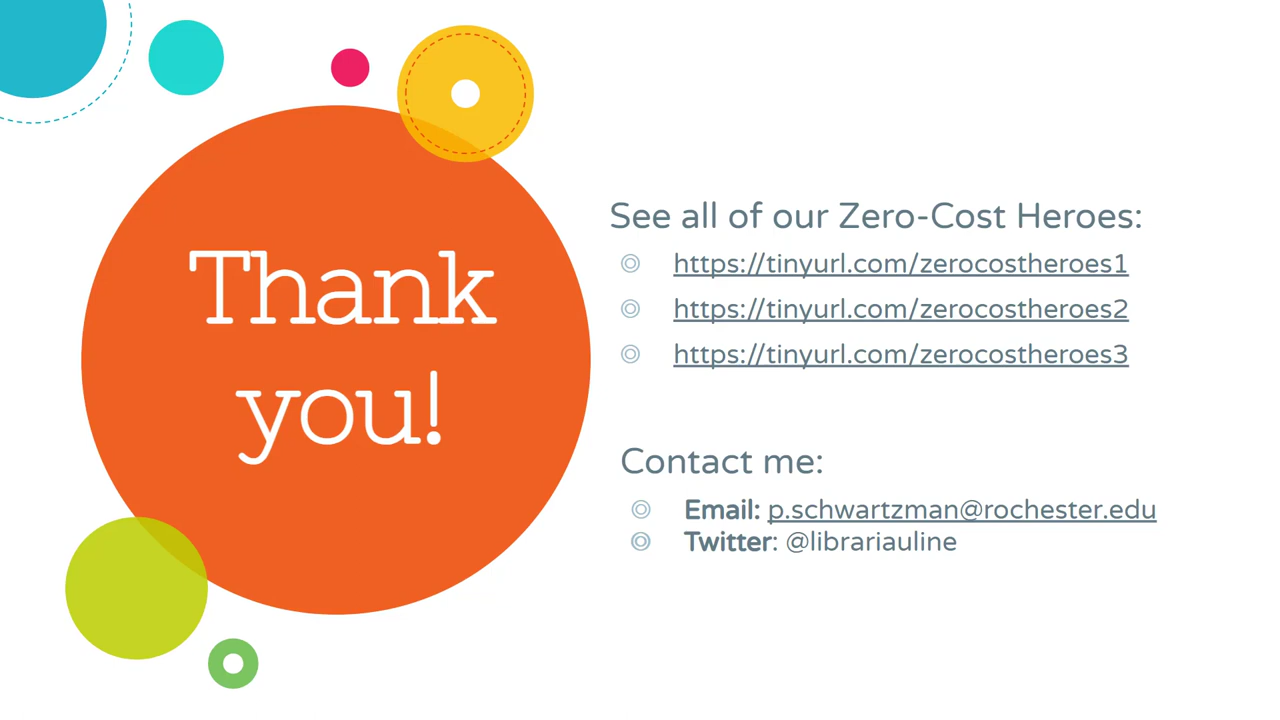 Thank
you!
See all of our Zero-Cost Heroes:
https://tinyurl.com/zerocostheroes1
https://tinyurl.com/zerocostheroes2
https://tinyurl.com/zerocostheroes3
Contact me:
Email: p.schwartzman@rochester.edu
Twitter: @librariauline